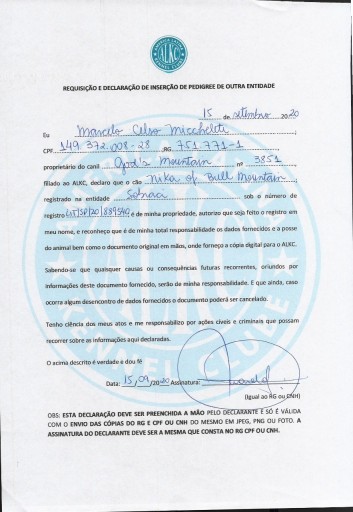 ALKC
REQUISIÇÃO E DECLARAÇÃO DE INSERÇÃO DE PEDIGREE DE OUTRA ENTIDADE
15 de setembro 2020
Eu Marcelo Celso Miccheleti ;
CPF 149.372.008-28 ;RG 751.771-1
proprietário do canil God's Mountain nº 3851 ,
filiado ao ALKC, declaro que o cão Nika of Bull Mountain ,
registrado na entidade Sobraci sob o número de
registro é de minha propriedade, autorizo que seja feito o registro em
meu nome, e reconheço que é de minha total responsabilidade os dados fornecidos e a posse
do animal bem como o documento original em mãos, onde forneço a cópia digital para o ALKC.
Sabendo-se que quaisquer causas ou consequências futuras recorrentes, oriundos por
informações deste documento fornecido, serão de minha responsabilidade. E que ainda, caso
ocorra algum desencontro de dados fornecidos o documento poderá ser cancelado.
Tenho ciência dos meus atos e me responsabilizo por ações cíveis e criminais que possam
recorrer sobre as informações aqui declaradas.
O acima descrito é verdade e dou fé
Data: 15/09/2020 Assinatura:
(Igual ao RG ou CNH)
OBS: ESTA DECLARAÇÃO DEVE SER PREENCHIDA A MÃO PELO DECLARANTE E SÓ É VÁLIDA
COM O ENVIO DAS CÓPIAS DO RG E CPF OU CNH DO MESMO EM JPEG, PNG OU FOTO. A
ASSINATURA DO DECLARANTE DEVE SER A MESMA QUE CONSTA NO RG CPF OU CNH.